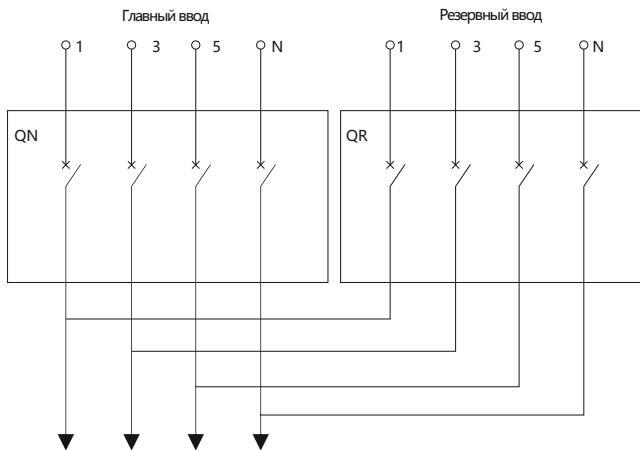 Главный ввод
Резервный ввод
1 3 5 N
1 3 5 N
QN
QR